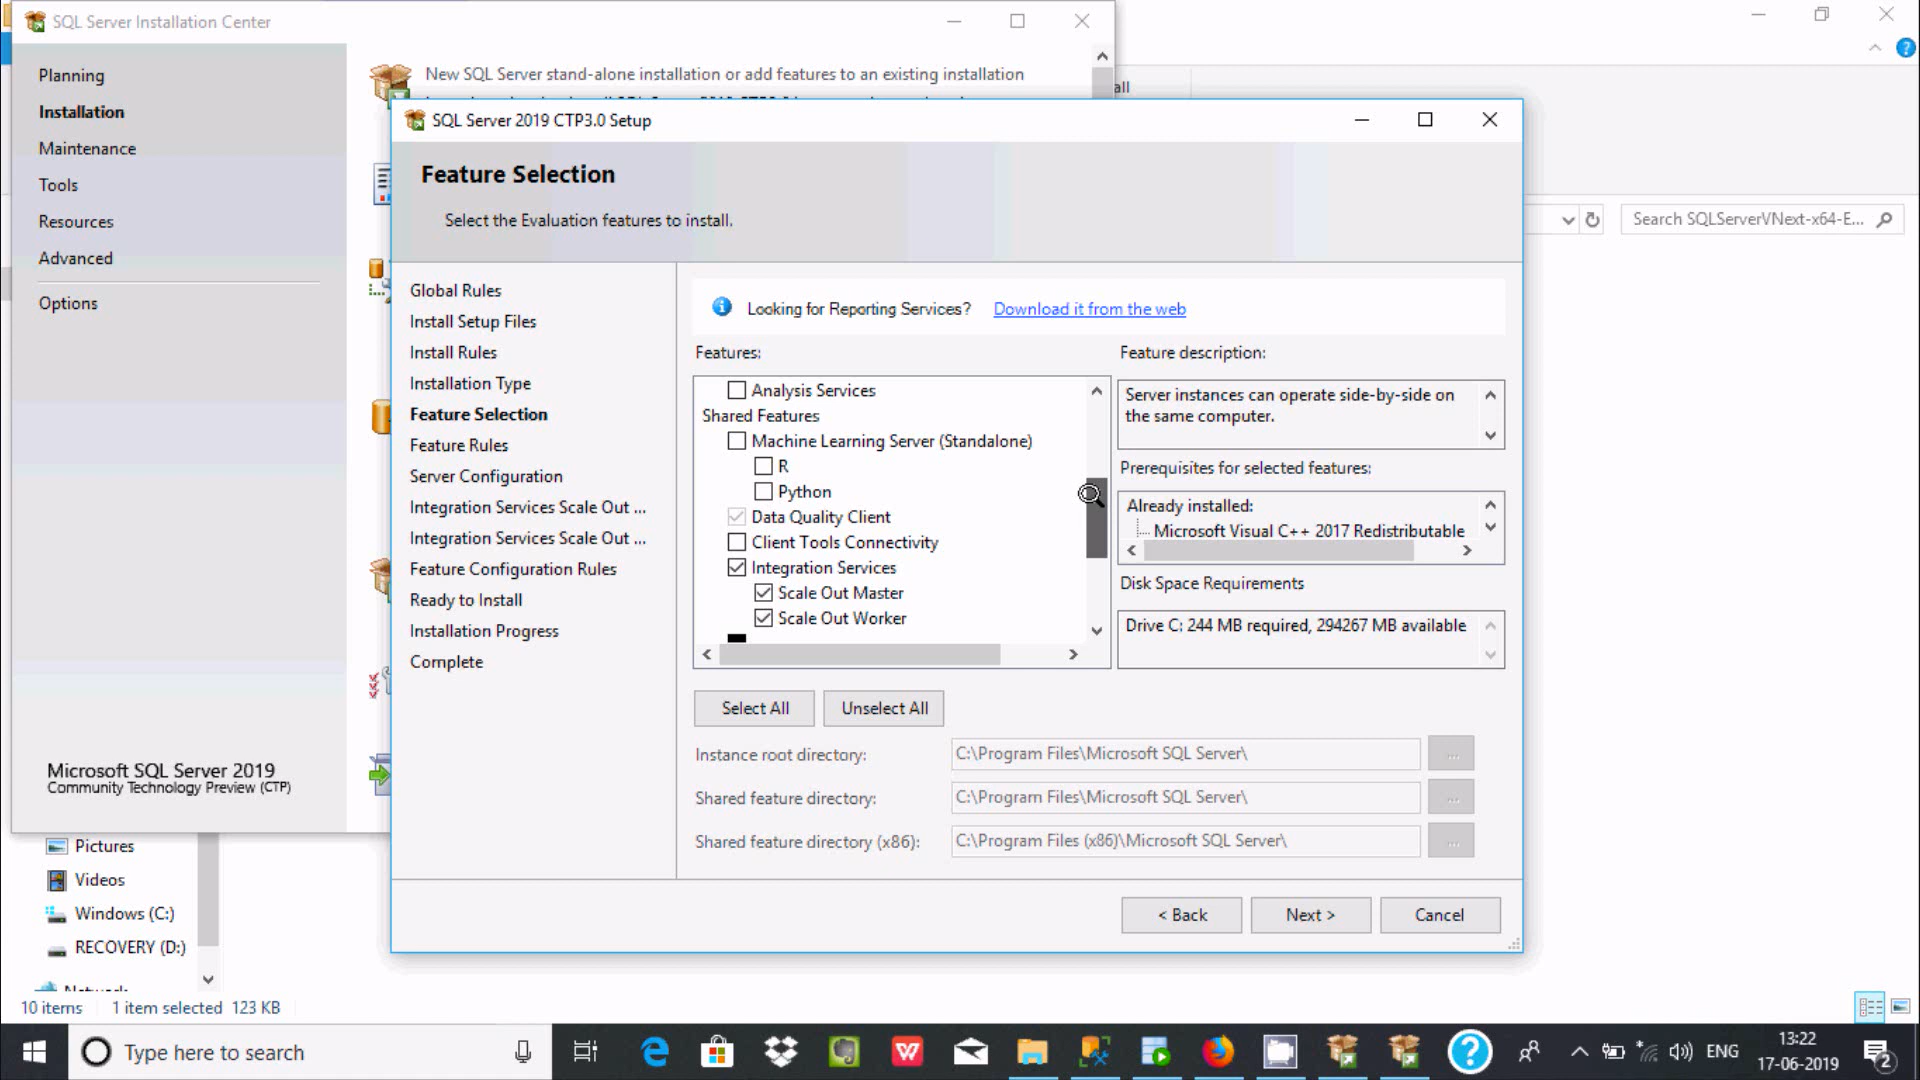 SQL Server Installation Center
Planning
Installation
Maintenance
Tools
Resources
Advanced
Options
New SQL Server stand-alone installation or add features to an existing installation
all
Search SQLServerVNext-x64-E...
SQL Server 2019 CTP3.0 Setup
Feature Selection
Select the Evaluation features to install.
Global Rules
Install Setup Files
Install Rules
Installation Type
Feature Selection
Feature Rules
Server Configuration
Integration Services Scale Out ...
Integration Services Scale Out ...
Feature Configuration Rules
Ready to Install
Installation Progress
Complete
Looking for Reporting Services? Download it from the web
Features:
Analysis Services
Shared Features
Machine Learning Server (Standalone)
R
Python
Data Quality Client
Client Tools Connectivity
Integration Services
Scale Out Master
Scale Out Worker
Feature description:
Server instances can operate side-by-side on
the same computer.
Prerequisites for selected features:
Already installed:
Microsoft Visual C++ 2017 Redistributable
Disk Space Requirements
Drive C: 244 MB required, 294267 MB available
Select All
Unselect All
Instance root directory:
C:\Program Files\Microsoft SQL Server\
...
Shared feature directory:
C:\Program Files\Microsoft SQL Server\
...
Shared feature directory (x86):
C:\Program Files (x86)\Microsoft SQL Server\
...
< Back
Next >
Cancel
Microsoft SQL Server 2019
Community Technology Preview (CTP)
Pictures
Videos
Windows (C:)
RECOVERY (D:)
10 items
1 item selected 123 KB
Type here to search
ENG
13:22
17-06-2019
2